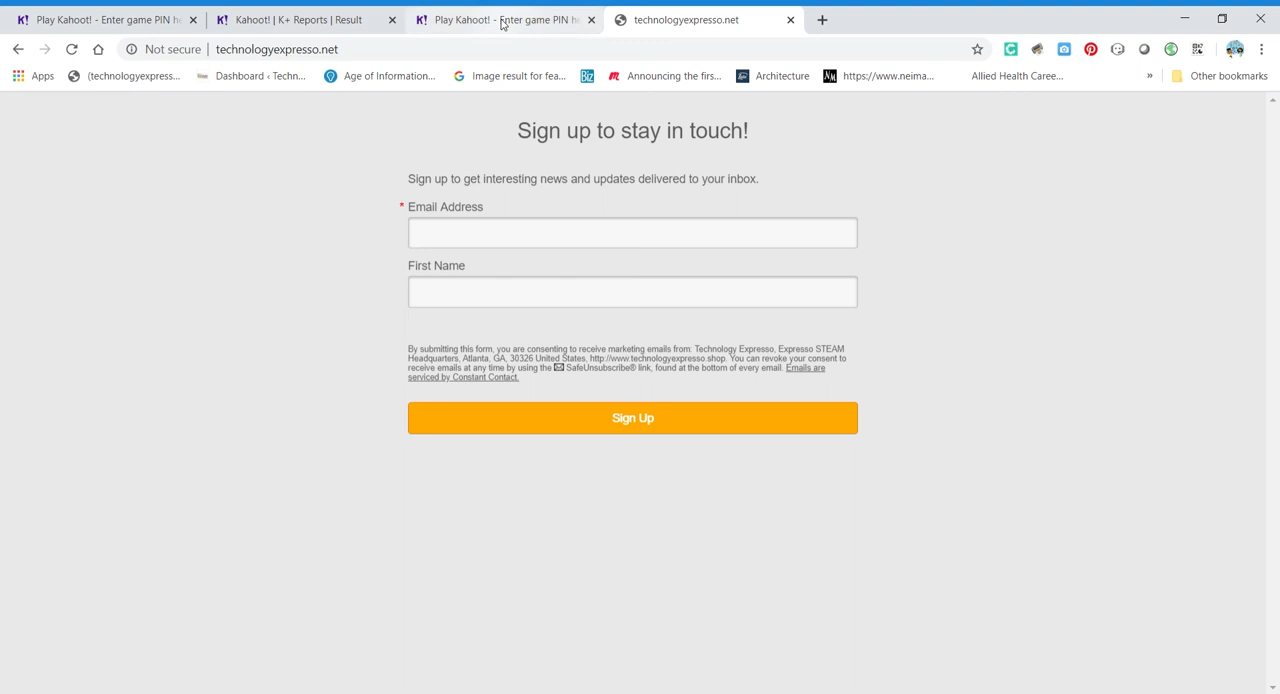 K! Play Kahoot! - Enter game PIN he
K! Kahoot! | K+ Reports | Result
K! Play Kahoot! - Enter game PIN he
technologyexpresso.net
Not secure | technologyexpresso.net
Apps
(technologyexpress...
Dashboard ‹ Techn...
Age of Information...
Image result for fea...
Biz
Announcing the firs...
Architecture
NM https://www.neima...
Allied Health Caree...
» Other bookmarks
Sign up to stay in touch!
Sign up to get interesting news and updates delivered to your inbox.
* Email Address
First Name
By submitting this form, you are consenting to receive marketing emails from: Technology Expresso, Expresso STEAM
Headquarters, Atlanta, GA, 30326 United States, http://www.technologyexpresso.shop. You can revoke your consent to
receive emails at any time by using the SafeUnsubscribe® link, found at the bottom of every email. Emails are
serviced by Constant Contact.
Sign Up